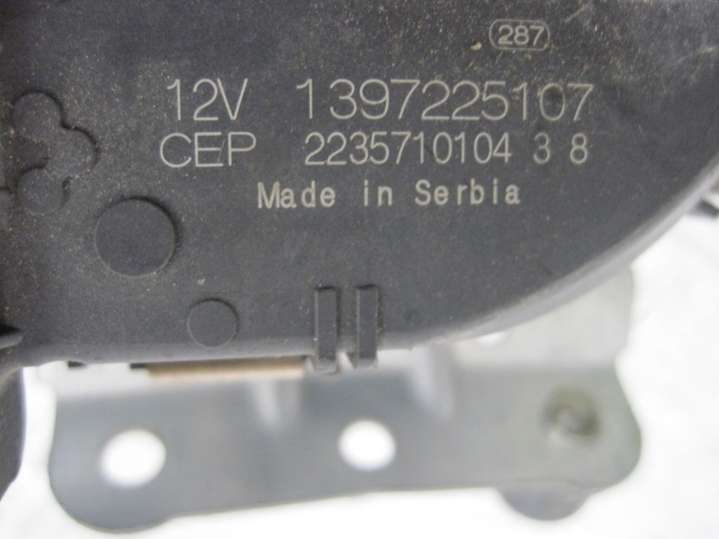 287
12V 1397225107
CEP 2235710104 3 8
Made in Serbia